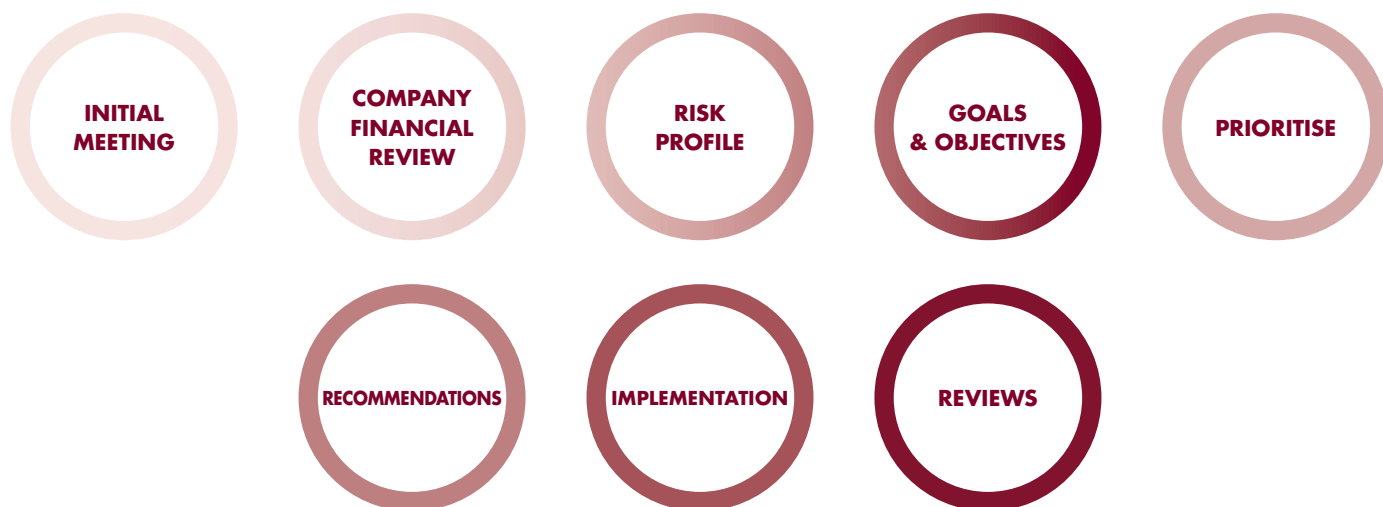 INITIAL
MEETING
COMPANY
FINANCIAL
REVIEW
RISK
PROFILE
GOALS
& OBJECTIVES
PRIORITISE
RECOMMENDATIONS
IMPLEMENTATION
REVIEWS